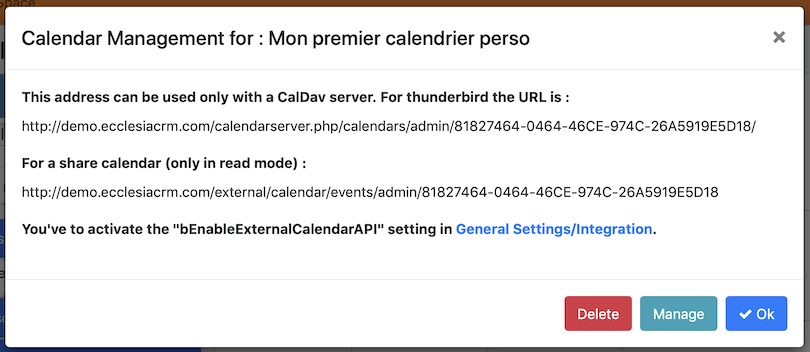 Space
Calendar Management for : Mon premier calendrier perso
×
This address can be used only with a CalDav server. For thunderbird the URL is :
http://demo.ecclesiacrm.com/calendarserver.php/calendars/admin/81827464-0464-46CE-974C-26A5919E5D18/
For a share calendar (only in read mode) :
http://demo.ecclesiacrm.com/external/calendar/events/admin/81827464-0464-46CE-974C-26A5919E5D18
You've to activate the "bEnableExternalCalendarAPI" setting in General Settings/Integration.
Delete
Manage
✔ Ok